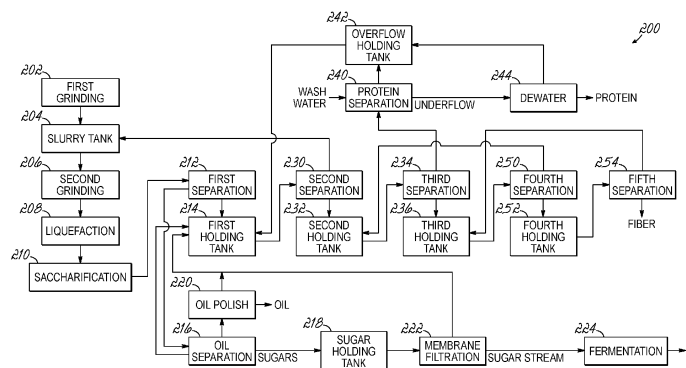 200
242
OVERFLOW
HOLDING
TANK
202
FIRST
GRINDING
240
WASH
WATER
PROTEIN
SEPARATION
UNDERFLOW
244
DEWATER
PROTEIN
204
SLURRY TANK
206
SECOND
GRINDING
212
FIRST
SEPARATION
230
SECOND
SEPARATION
234
THIRD
SEPARATION
250
FOURTH
SEPARATION
254
FIFTH
SEPARATION
FIBER
208
LIQUEFACTION
214
FIRST
HOLDING
TANK
232
SECOND
HOLDING
TANK
236
THIRD
HOLDING
TANK
252
FOURTH
HOLDING
TANK
210
SACCHARIFICATION
220
OIL POLISH
OIL
216
OIL
SEPARATION
SUGARS
218
SUGAR
HOLDING
TANK
222
MEMBRANE
FILTRATION
SUGAR STREAM
224
FERMENTATION